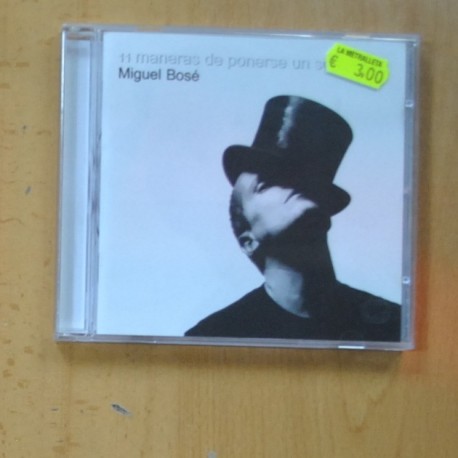 11 maneras de ponerse un s
Miguel Bosé
LA METRALLETA
€ 3.00